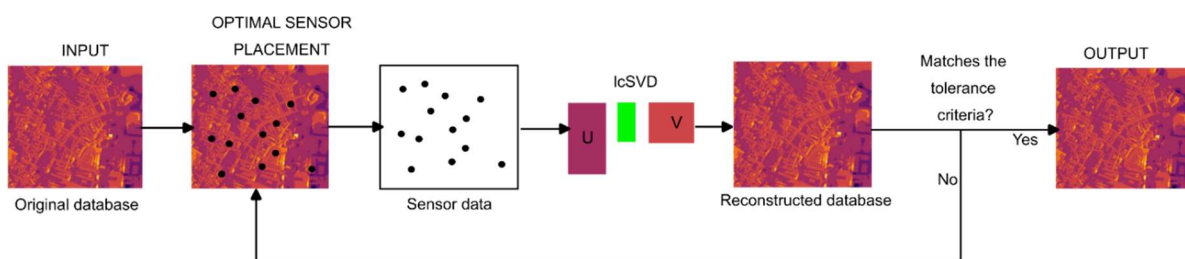 INPUT
Original database
OPTIMAL SENSOR
PLACEMENT
Sensor data
lcSVD
U
V
Reconstructed database
Matches the
tolerance
criteria?
Yes
No
OUTPUT